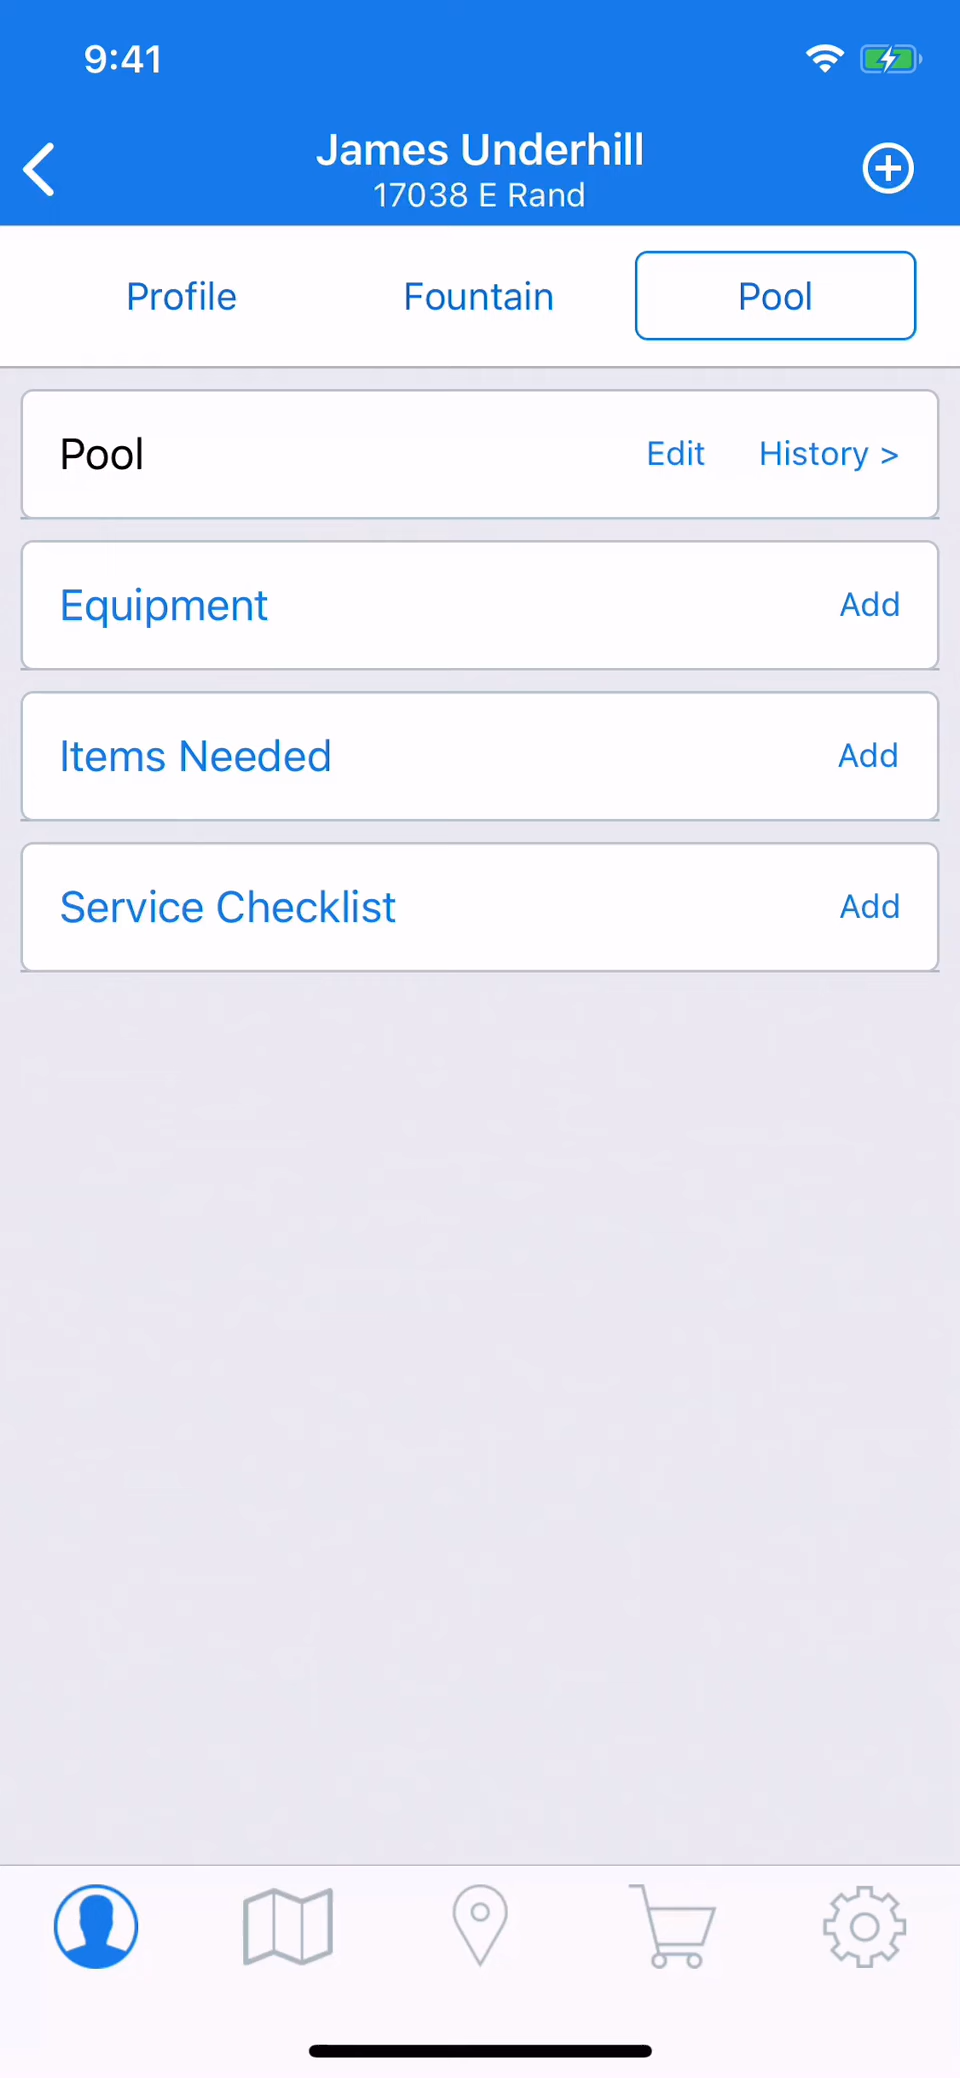 9:41
James Underhill
17038 E Rand
Profile Fountain Pool
Pool Edit History >
Equipment Add
Items Needed Add
Service Checklist Add